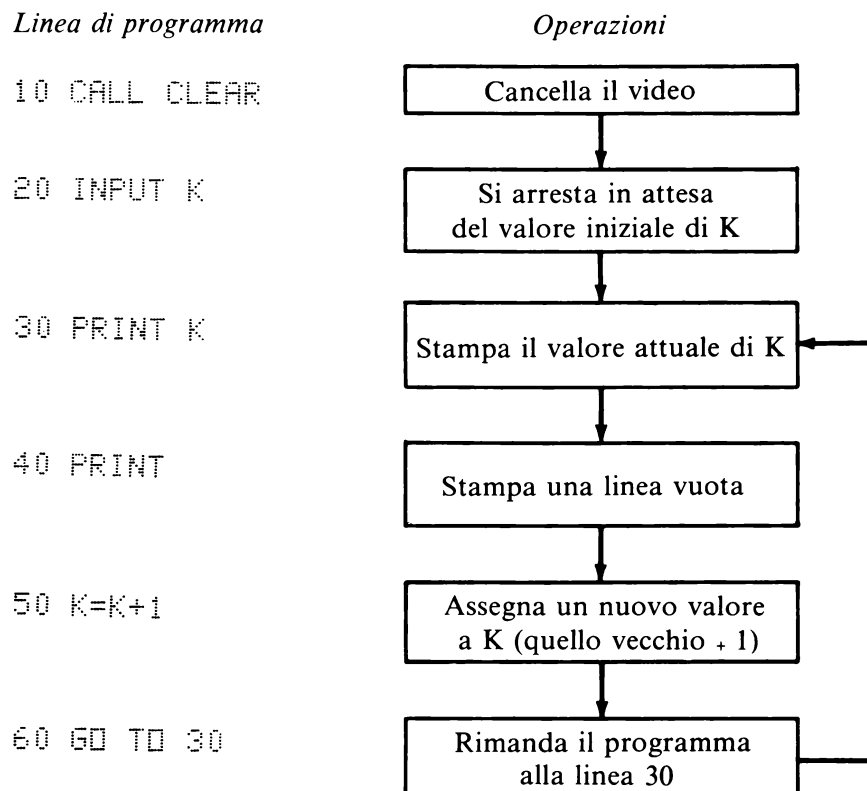 Linea di programma
Operazioni
10 CALL CLEAR
Cancella il video
20 INPUT K
Si arresta in attesa
del valore iniziale di K
30 PRINT K
Stampa il valore attuale di K
40 PRINT
Stampa una linea vuota
50 K=K+1
Assegna un nuovo valore
a K (quello vecchio + 1)
60 GO TO 30
Rimanda il programma
alla linea 30